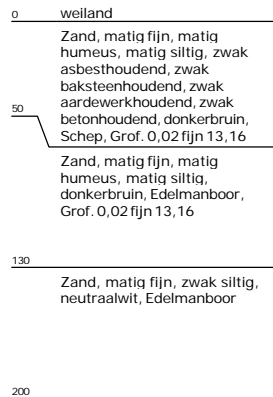 0 weiland
Zand, matig fijn, matig
humeus, matig siltig, zwak
asbesthoudend, zwak
baksteenhoudend, zwak
aardewerkhoudend, zwak
betonhoudend, donkerbruin,
Schep, Grof. 0,02 fijn 13,16
50
Zand, matig fijn, matig
humeus, matig siltig,
donkerbruin, Edelmanboor,
Grof. 0,02 fijn 13,16
130
Zand, matig fijn, zwak siltig,
neutraalwit, Edelmanboor
200